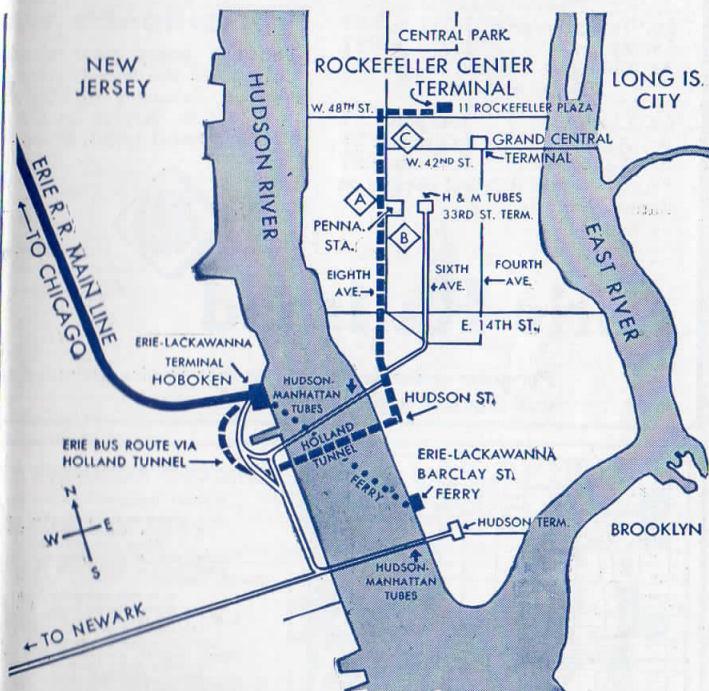 CENTRAL PARK
NEW
JERSEY
ROCKEFELLER CENTER
TERMINAL
LONG IS.
CITY
HUDSON RIVER
W. 48TH ST.
11 ROCKEFELLER PLAZA
C
GRAND CENTRAL
TERMINAL
W. 42ND ST.
ERIE R. R. MAIN LINE
←TO CHICAGO
A
H & M TUBES
33RD ST. TERM.
PENNA.
STA.
B
EAST RIVER
EIGHTH
AVE.
SIXTH
AVE.
FOURTH
AVE.
E. 14TH ST.
ERIE-LACKAWANNA
TERMINAL
HOBOKEN
HUDSON-
MANHATTAN
TUBES
HUDSON ST.
HOLLAND
TUNNEL
ERIE BUS ROUTE VIA
HOLLAND TUNNEL
FERRY
ERIE-LACKAWANNA
BARCLAY ST.
FERRY
N
W E
S
HUDSON TERM.
BROOKLYN
HUDSON-
MANHATTAN
TUBES
← TO NEWARK